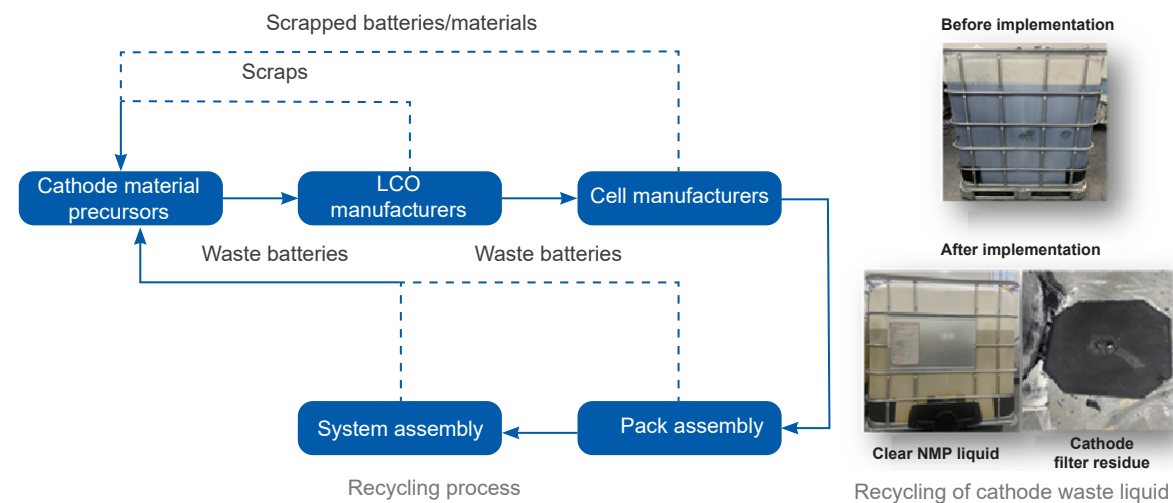 Scrapped batteries/materials
Scraps
Cathode material
precursors
LCO
manufacturers
Cell manufacturers
Waste batteries
Waste batteries
System assembly
Pack assembly
Recycling process
Before implementation
After implementation
Clear NMP liquid
Cathode
filter residue
Recycling of cathode waste liquid